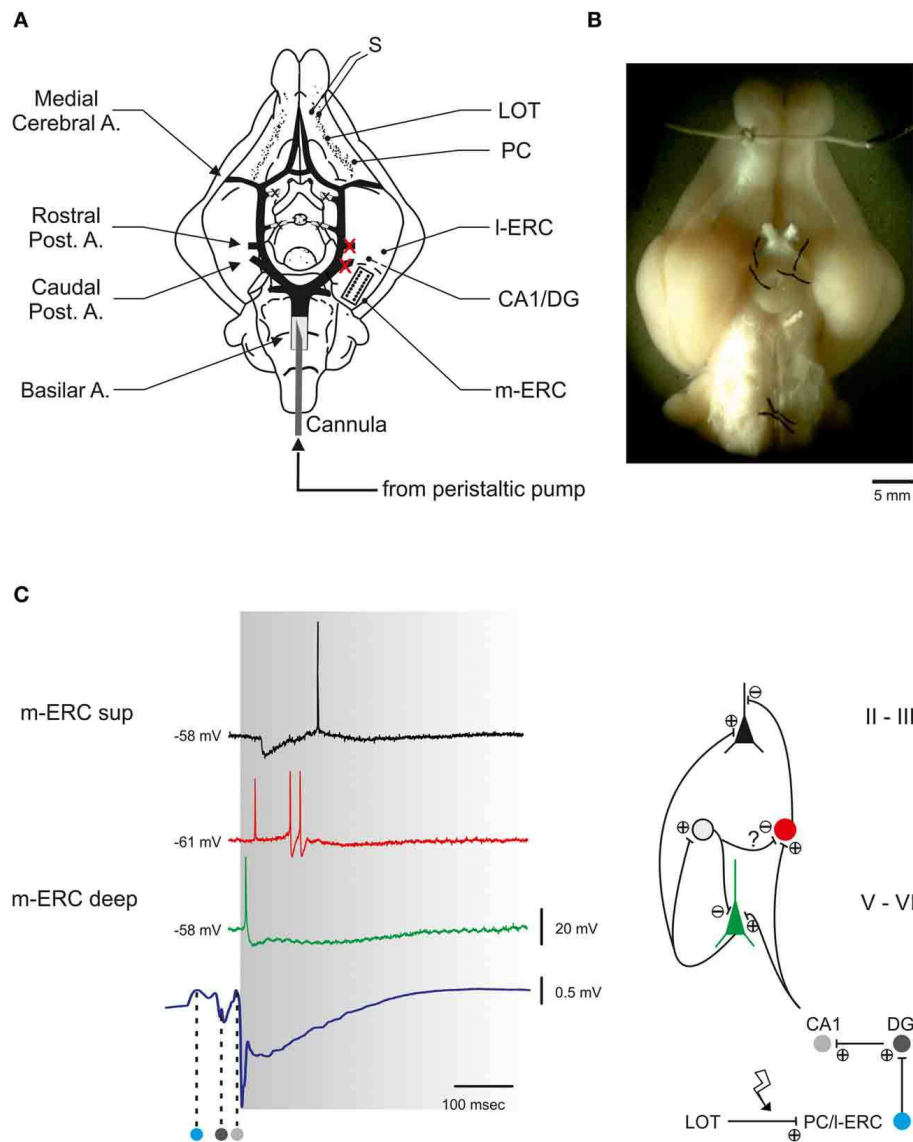 A
B
S
Medial
Cerebral A.
LOT
PC
Rostral
Post. A.
l-ERC
Caudal
Post. A.
CA1/DG
Basilar A.
m-ERC
Cannula
from peristaltic pump
5 mm
C
m-ERC sup
-58 mV
-61 mV
m-ERC deep
-58 mV
20 mV
0.5 mV
100 msec
II - III
?
V - VI
CA1
DG
LOT
PC/l-ERC